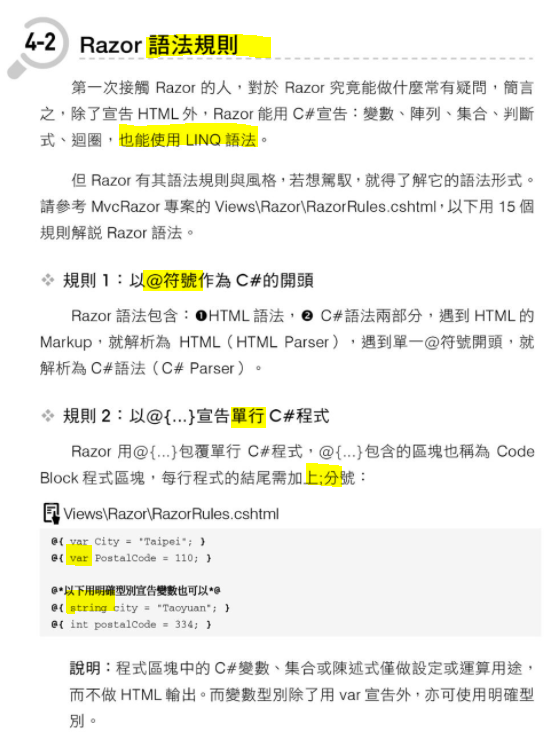 4-2 Razor 語法規則
第一次接觸 Razor 的人，對於 Razor 究竟能做什麼常有疑問，簡言
之，除了宣告 HTML 外，Razor 能用 C#宣告：變數、陣列、集合、判斷
式、迴圈，也能使用 LINQ 語法。
但 Razor 有其語法規則與風格，若想駕馭，就得了解它的語法形式。
請參考 MvcRazor 專案的 Views\Razor\RazorRules.cshtml，以下用 15 個
規則解說 Razor 語法。
❖ 規則 1：以@符號作為 C#的開頭
Razor 語法包含：❶HTML 語法，❷ C#語法兩部分，遇到 HTML 的
Markup，就解析為 HTML（HTML Parser），遇到單一@符號開頭，就
解析為 C#語法（C# Parser）。
❖ 規則 2：以@{...}宣告單行 C#程式
Razor 用@{...}包覆單行 C#程式，@{...}包含的區塊也稱為 Code
Block 程式區塊，每行程式的結尾需加上;分號：
Views\Razor\RazorRules.cshtml
@{ var City = "Taipei"; }
@{ var PostalCode = 110; }
@*以下用明確型別宣告變數也可以*@
@{ string city = "Taoyuan"; }
@{ int postalCode = 334; }
說明：程式區塊中的 C#變數、集合或陳述式僅做設定或運算用途，
而不做 HTML 輸出。而變數型別除了用 var 宣告外，亦可使用明確型
別。